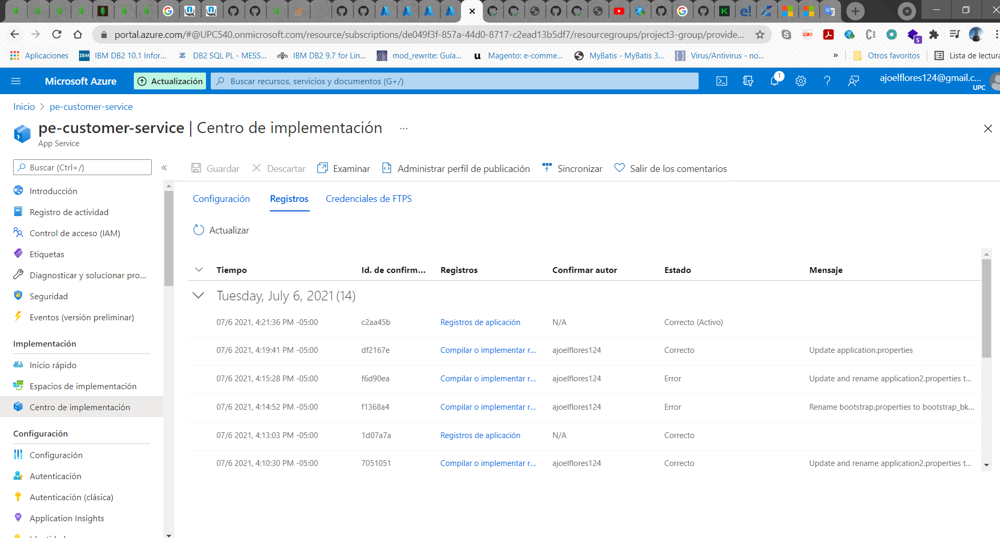 portal.azure.com/#@UPC540.onmicrosoft.com/resource/subscriptions/de049f3f-857a-44d0-8717-c2ead13b5df7/resourcegroups/project3-group/provide...
5
Aplicaciones IBM DB2 10.1 Infor... DB2 SQL PL - MESS... IBM DB2 9.7 for Lin... mod_rewrite: Guía... Magento: e-comme... MyBatis - MyBatis 3... Virus/Antivirus - no... » Otros favoritos Lista de lectura
Microsoft Azure Actualización Buscar recursos, servicios y documentos (G+/) 1 ajoelflores124@gmail.c...
UPC
Inicio > pe-customer-service
pe-customer-service | Centro de implementación ...
App Service
Buscar (Ctrl+/) «
Guardar Descartar Examinar Administrar perfil de publicación Sincronizar Salir de los comentarios
Introducción
Registro de actividad
Control de acceso (IAM)
Etiquetas
Diagnosticar y solucionar pro...
Seguridad
Eventos (versión preliminar)
Implementación
Inicio rápido
Espacios de implementación
Centro de implementación
Configuración
Configuración
Autenticación
Autenticación (clásica)
Application Insights
Configuración Registros Credenciales de FTPS
Actualizar
Tiempo Id. de confirm... Registros Confirmar autor Estado Mensaje
Tuesday, July 6, 2021 (14)
07/6 2021, 4:21:36 PM -05:00 c2aa45b Registros de aplicación N/A Correcto (Activo)
07/6 2021, 4:19:41 PM -05:00 df2167e Compilar o implementar r... ajoelflores124 Correcto Update application.properties
07/6 2021, 4:15:28 PM -05:00 f6d90ea Compilar o implementar r... ajoelflores124 Error Update and rename application2.properties t...
07/6 2021, 4:14:52 PM -05:00 f1368a4 Compilar o implementar r... ajoelflores124 Error Rename bootstrap.properties to bootstrap_bk...
07/6 2021, 4:13:03 PM -05:00 1d07a7a Registros de aplicación N/A Correcto
07/6 2021, 4:10:30 PM -05:00 7051051 Compilar o implementar r... ajoelflores124 Correcto Update and rename application2.properties t...